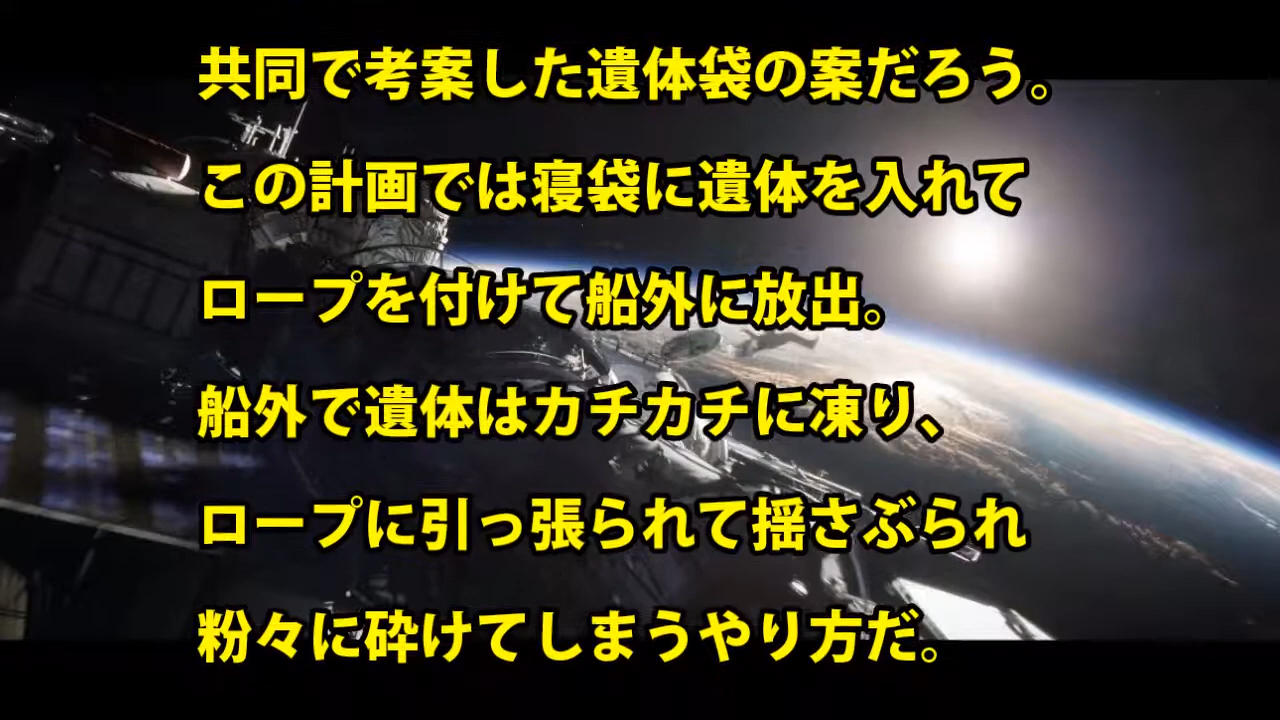 共同で考案した遺体袋の案だろう。
この計画では寝袋に遺体を入れて
ロープを付けて船外に放出。
船外で遺体はカチカチに凍り、
ロープに引っ張られて揺さぶられ
粉々に砕けてしまうやり方だ。